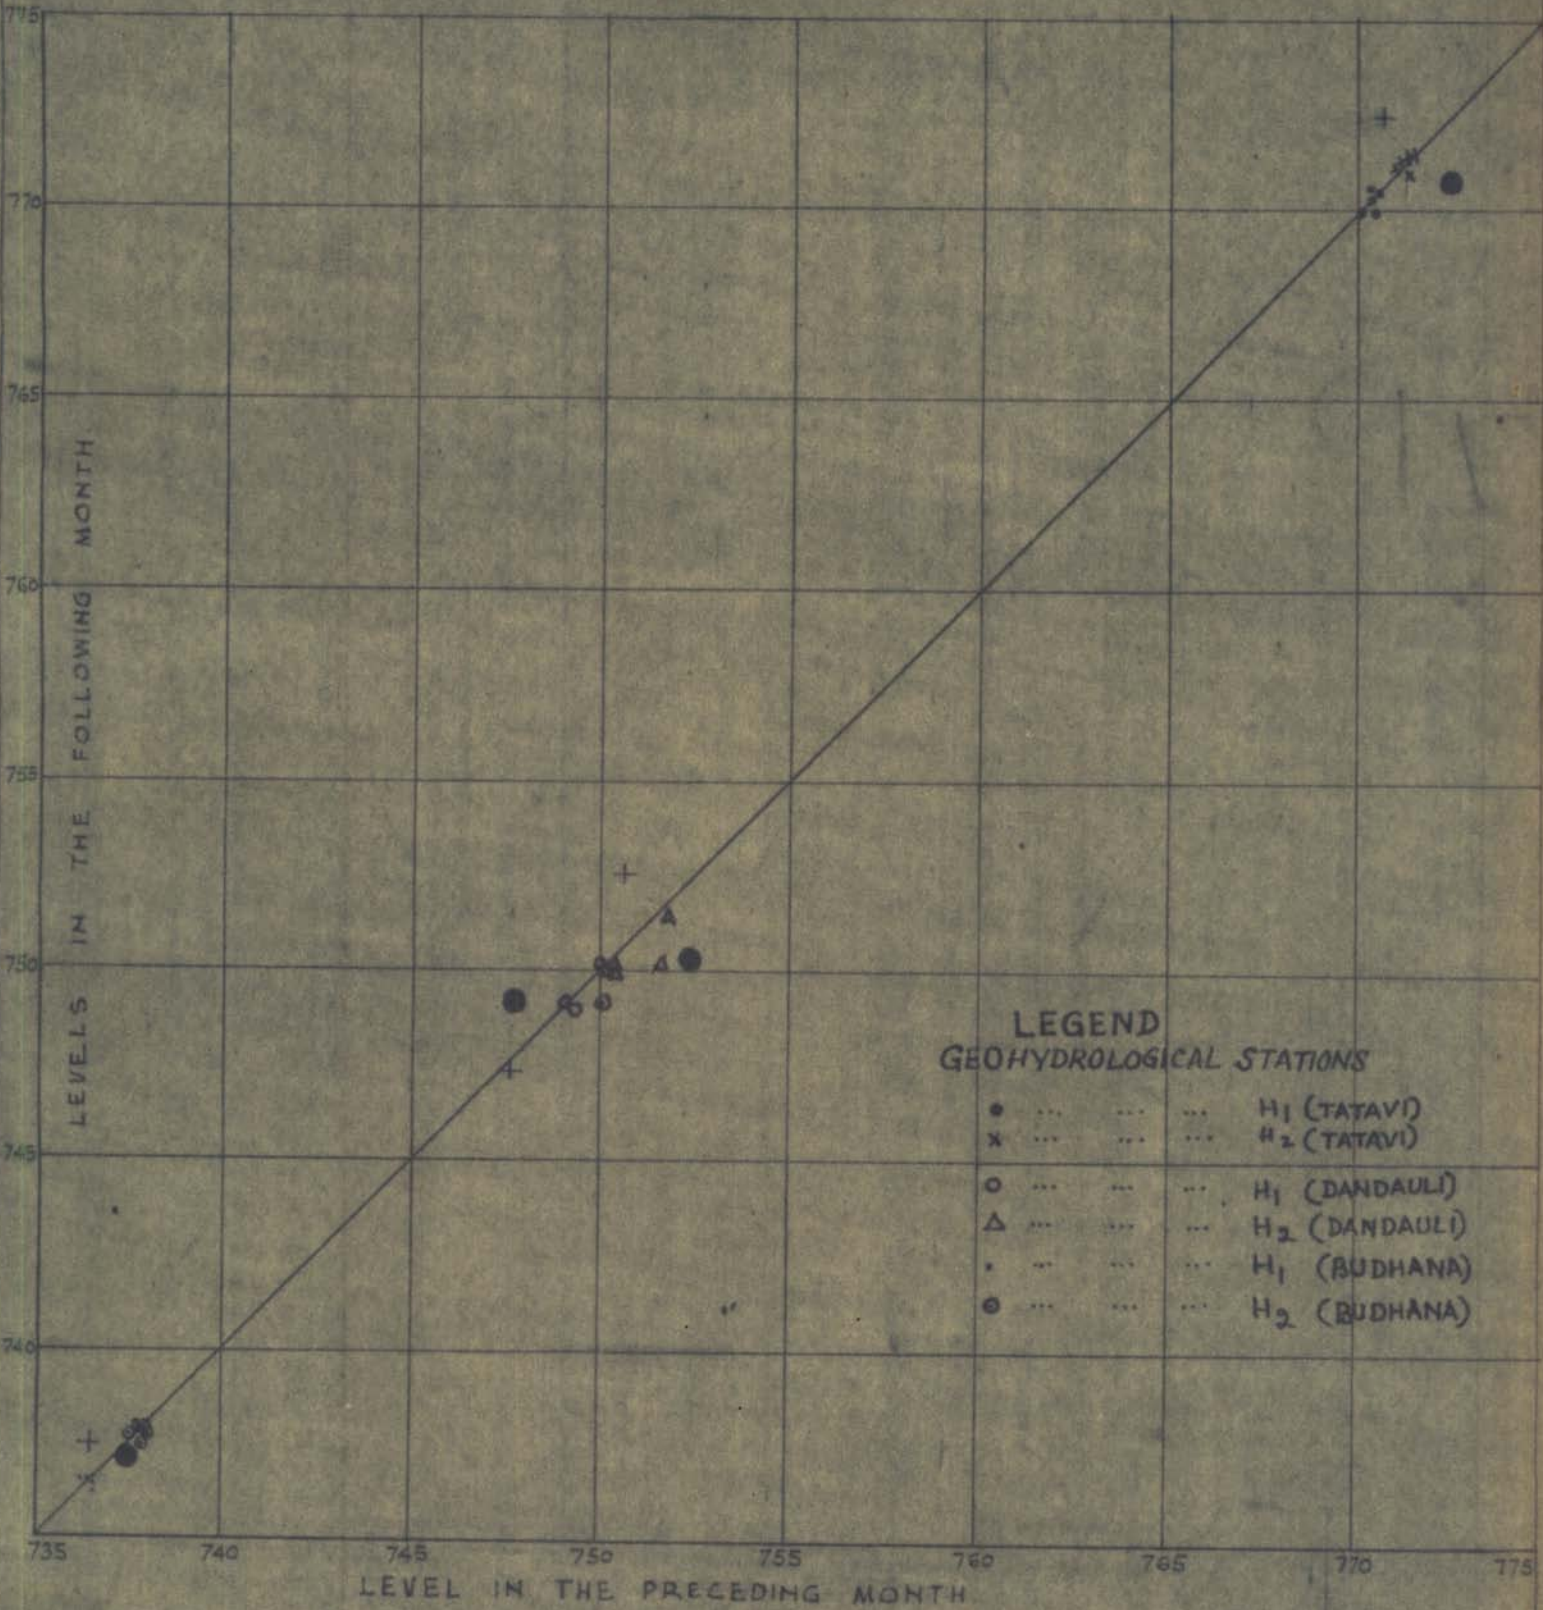 775
770
765
760
755
750
745
740
LEVELS IN THE FOLLOWING MONTH
LEGEND
GEOHYDROLOGICAL STATIONS
● ... ... ... H1 (TATAVI)
x ... ... ... H2 (TATAVI)
○ ... ... ... H1 (DANDAULI)
△ ... ... ... H2 (DANDAULI)
• ... ... ... H1 (BUDHANA)
⊙ ... ... ... H2 (BUDHANA)
735 740 745 750 755 760 765 770 775
LEVEL IN THE PRECEDING MONTH